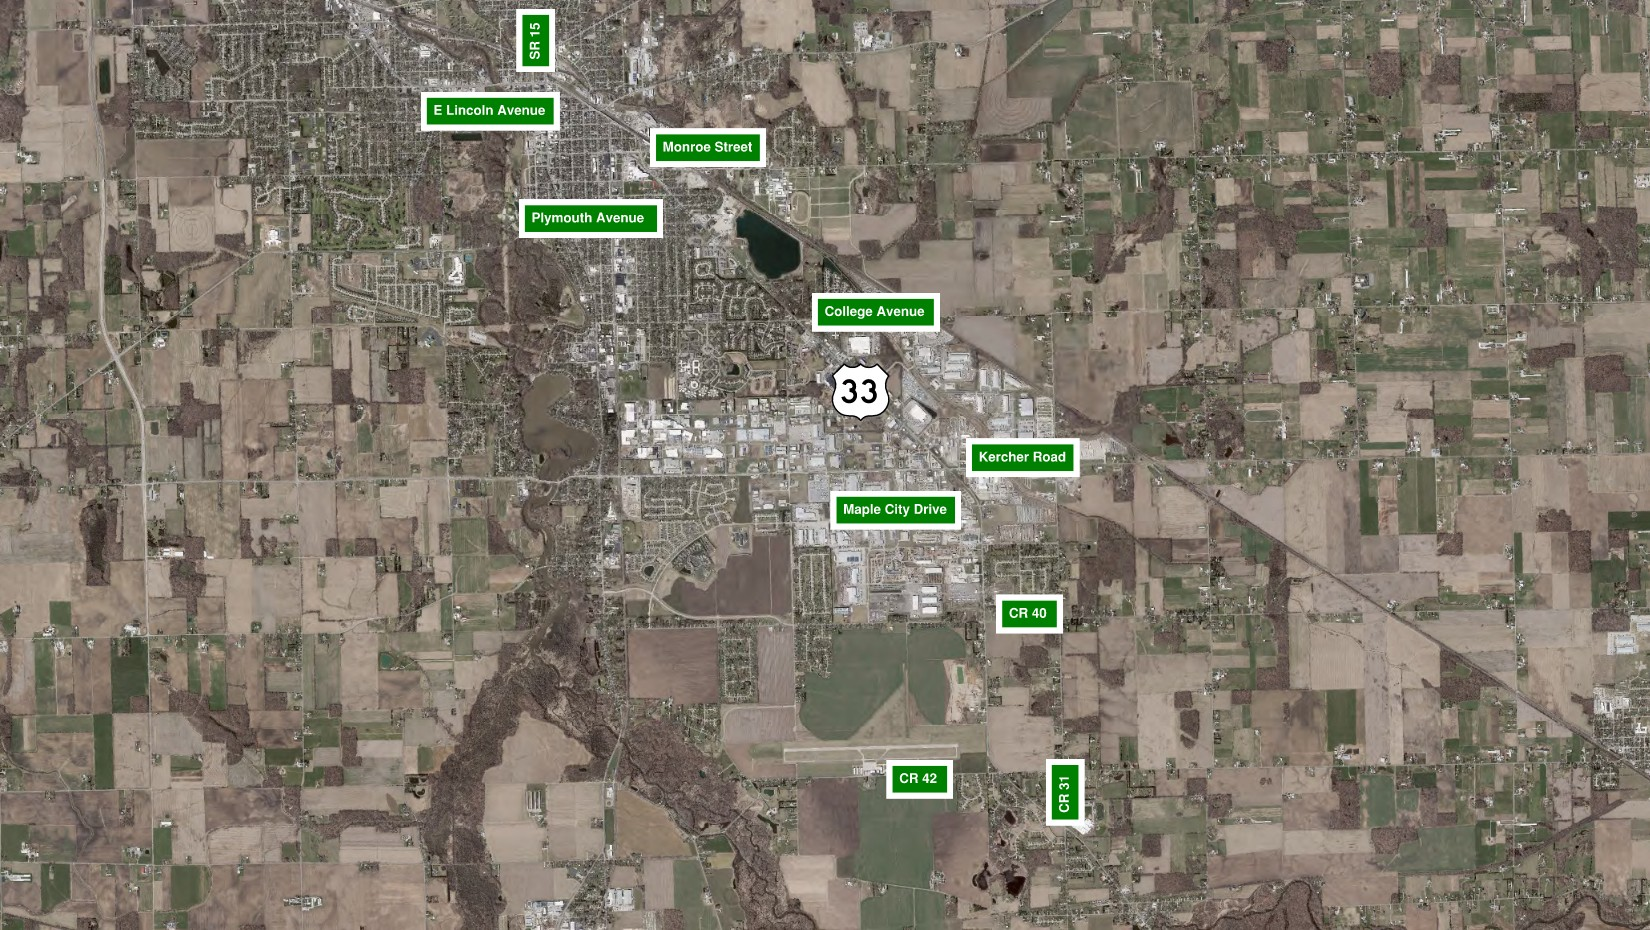 SR 15
E Lincoln Avenue
Monroe Street
Plymouth Avenue
College Avenue
33
Kercher Road
Maple City Drive
CR 40
CR 42
CR 31